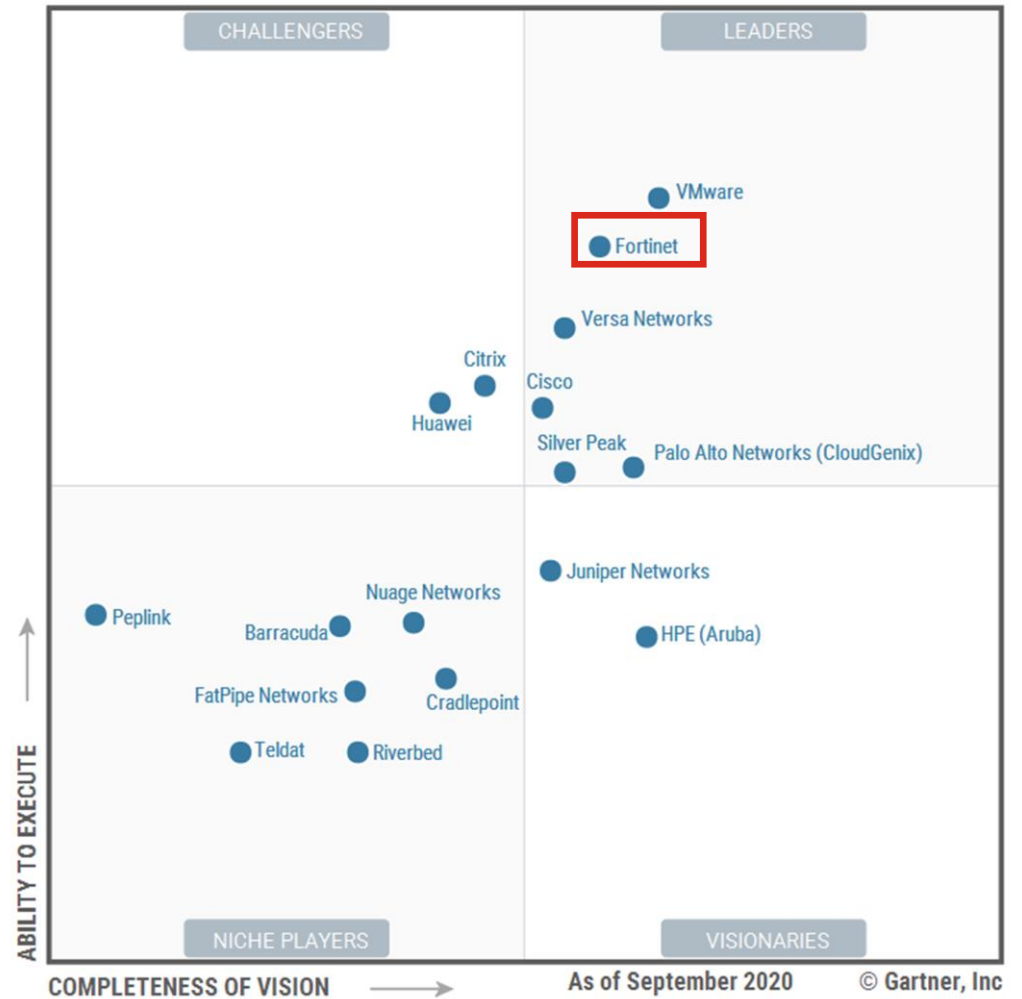 CHALLENGERS
LEADERS
VMware
Fortinet
Versa Networks
Citrix
Cisco
Huawei
Silver Peak
Palo Alto Networks (CloudGenix)
Juniper Networks
Nuage Networks
Peplink
Barracuda
HPE (Aruba)
FatPipe Networks
Cradlepoint
Teldat
Riverbed
ABILITY TO EXECUTE
NICHE PLAYERS
VISIONARIES
COMPLETENESS OF VISION
As of September 2020
© Gartner, Inc